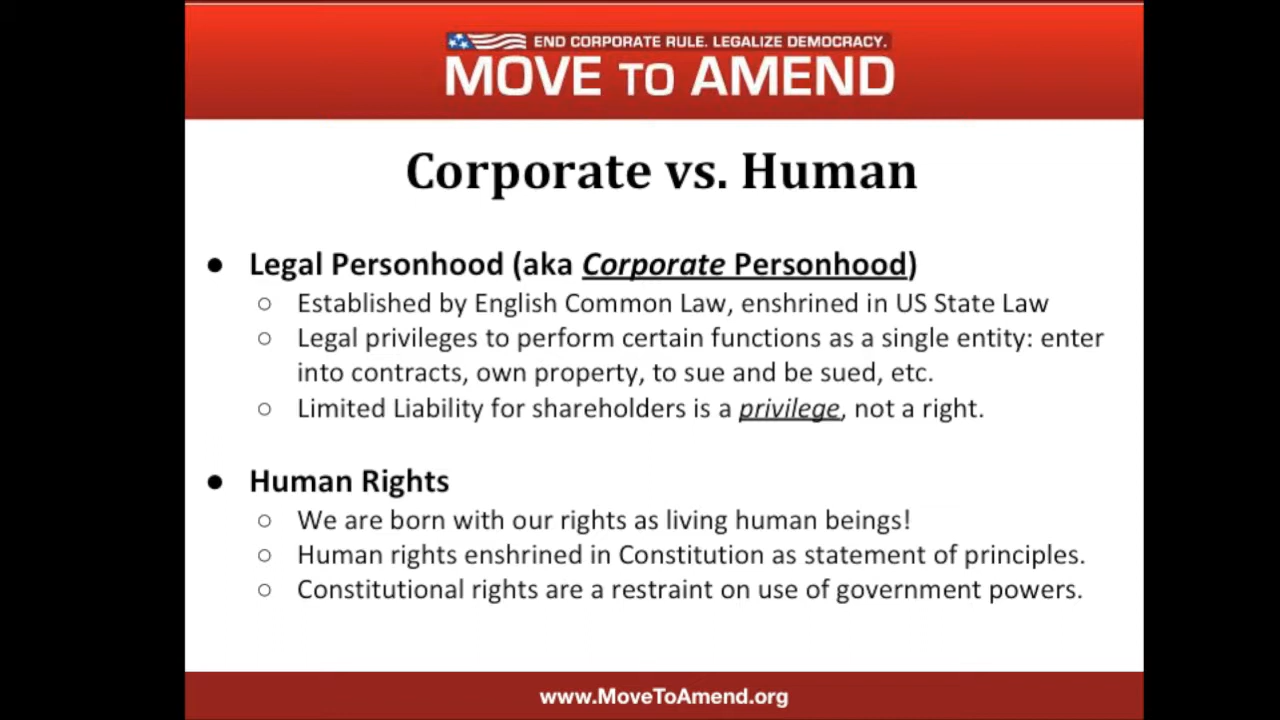 END CORPORATE RULE. LEGALIZE DEMOCRACY.
MOVE TO AMEND
Corporate vs. Human
● Legal Personhood (aka Corporate Personhood)
○ Established by English Common Law, enshrined in US State Law
○ Legal privileges to perform certain functions as a single entity: enter
into contracts, own property, to sue and be sued, etc.
○ Limited Liability for shareholders is a privilege, not a right.
● Human Rights
○ We are born with our rights as living human beings!
○ Human rights enshrined in Constitution as statement of principles.
○ Constitutional rights are a restraint on use of government powers.
www.MoveToAmend.org